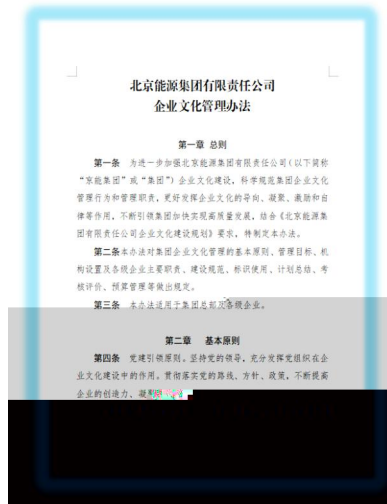 北京能源集团有限责任公司
企业文化管理办法
第一章 总则
第一条 为进一步加强北京能源集团有限责任公司(以下简称
“京能集团”或“集团”)企业文化建设,科学规范集团企业文化
管理行为和管理职责,更好发挥企业文化的导向、凝聚、激励和自
律等作用,不断引领集团加快实现高质量发展,结合《北京能源集
团有限责任公司企业文化建设规划》要求,特制定本办法。
第二条本办法对集团企业文化管理的基本原则、管理目标、机
构设置及各级企业主要职责、建设规范、标识使用、计划总结、考
核评价、预算管理等做出规定。
第三条 本办法适用于集团总部及各级企业。
第二章 基本原则
第四条 党建引领原则。坚持党的领导,充分发挥党组织在企
业文化建设中的作用。贯彻落实党的路线、方针、政策,不断提高
企业的创造力、凝聚